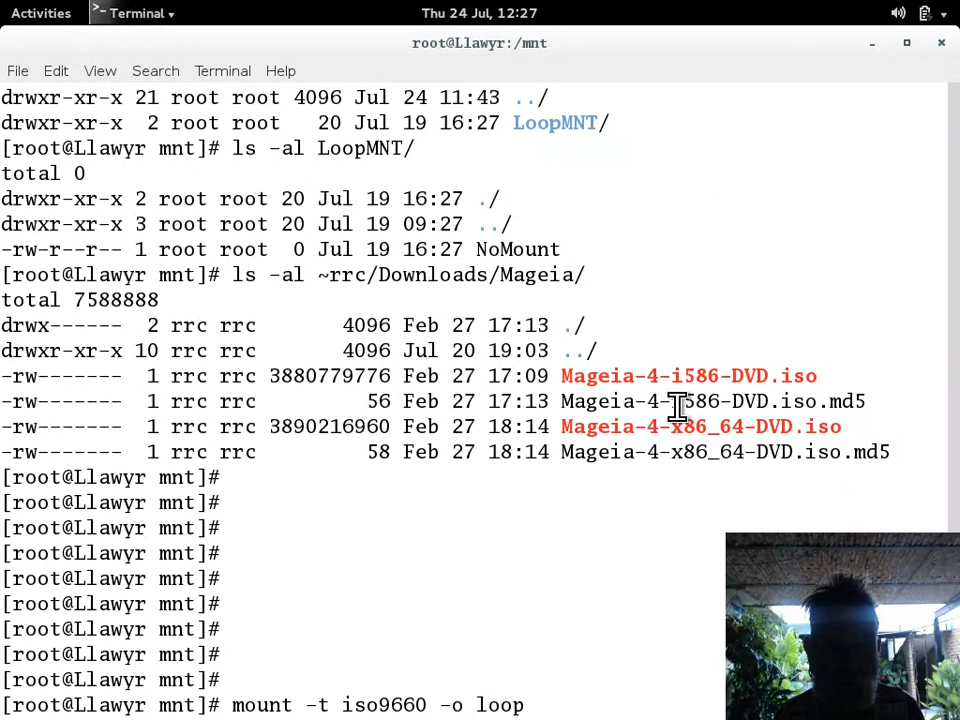 Activities >_ Terminal Thu 24 Jul, 12:27
root@Llawyr:/mnt
File Edit View Search Terminal Help
drwxr-xr-x 21 root root 4096 Jul 24 11:43 ../
drwxr-xr-x 2 root root 20 Jul 19 16:27 LoopMNT/
[root@Llawyr mnt]# ls -al LoopMNT/
total 0
drwxr-xr-x 2 root root 20 Jul 19 16:27 ./
drwxr-xr-x 3 root root 20 Jul 19 09:27 ../
-rw-r--r-- 1 root root 0 Jul 19 16:27 NoMount
[root@Llawyr mnt]# ls -al ~rrc/Downloads/Mageia/
total 7588888
drwx------ 2 rrc rrc 4096 Feb 27 17:13 ./
drwxr-xr-x 10 rrc rrc 4096 Jul 20 19:03 ../
-rw------- 1 rrc rrc 3880779776 Feb 27 17:09 Mageia-4-i586-DVD.iso
-rw------- 1 rrc rrc 56 Feb 27 17:13 Mageia-4-i586-DVD.iso.md5
-rw------- 1 rrc rrc 3890216960 Feb 27 18:14 Mageia-4-x86_64-DVD.iso
-rw------- 1 rrc rrc 58 Feb 27 18:14 Mageia-4-x86_64-DVD.iso.md5
[root@Llawyr mnt]#
[root@Llawyr mnt]#
[root@Llawyr mnt]#
[root@Llawyr mnt]#
[root@Llawyr mnt]#
[root@Llawyr mnt]#
[root@Llawyr mnt]#
[root@Llawyr mnt]#
[root@Llawyr mnt]#
[root@Llawyr mnt]# mount -t iso9660 -o loop